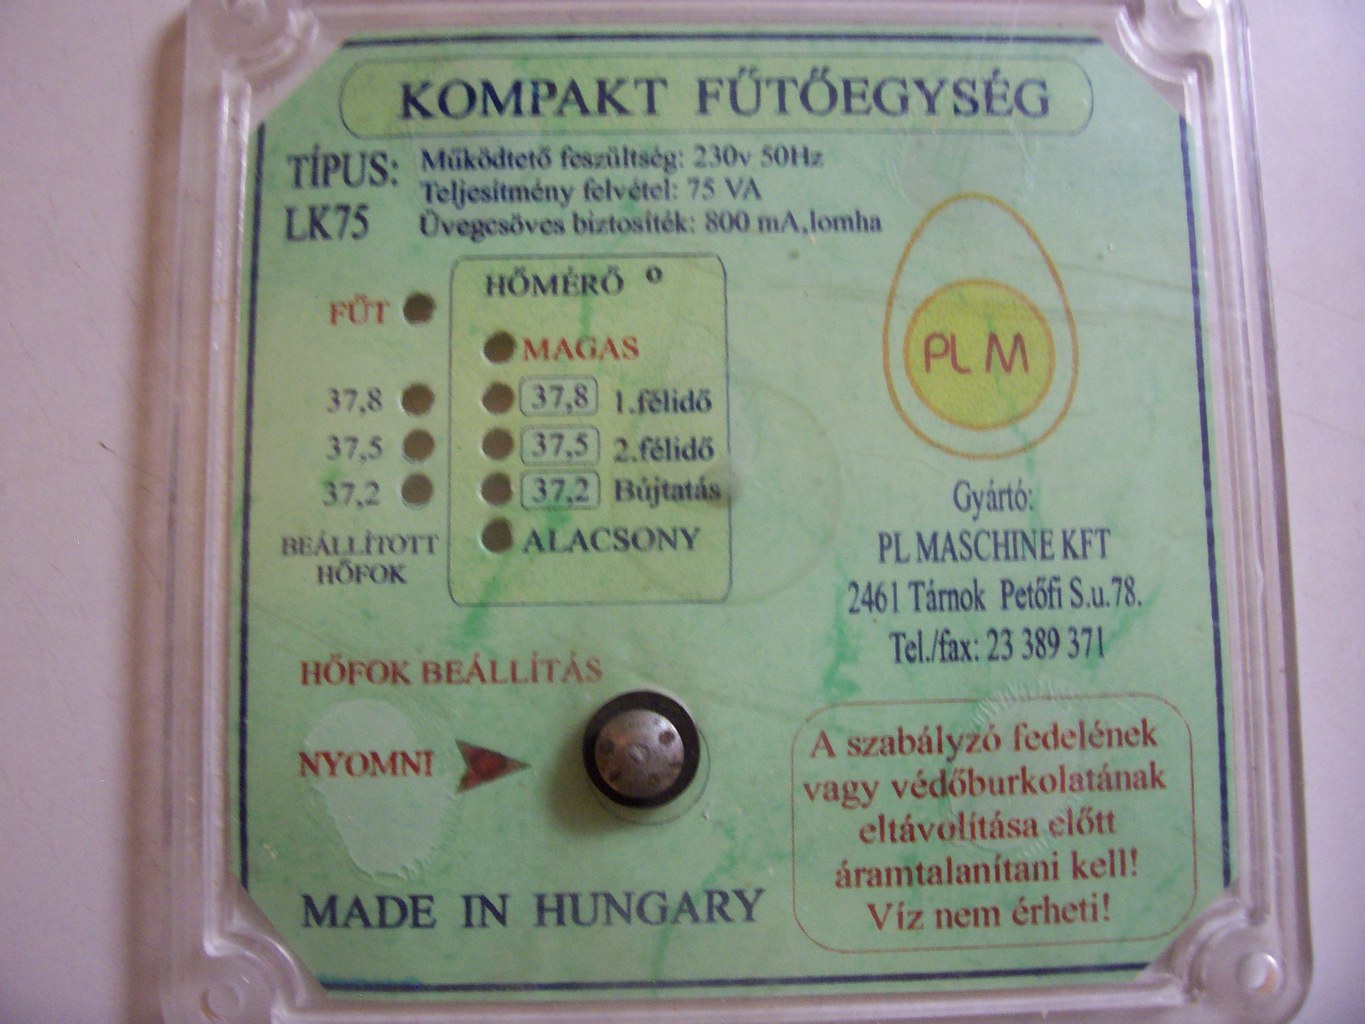 KOMPAKT FŰTŐEGYSÉG
TÍPUS:
LK75
Működtető feszültség: 230v 50Hz
Teljesítmény felvétel: 75 VA
Üvegcsöves biztosíték: 800 mA,lomha
HŐMÉRŐ °
FŰT
MAGAS
37,8
37,8 1.félidő
37,5
37,5 2.félidő
37,2
37,2 Bújtatás
BEÁLLÍTOTT
HŐFOK
ALACSONY
PLM
Gyártó:
PL MASCHINE KFT
2461 Tárnok Petőfi S.u.78.
Tel./fax: 23 389 371
HŐFOK BEÁLLÍTÁS
NYOMNI
A szabályzó fedelének
vagy védőburkolatának
eltávolítása előtt
áramtalanítani kell!
Víz nem érheti!
MADE IN HUNGARY